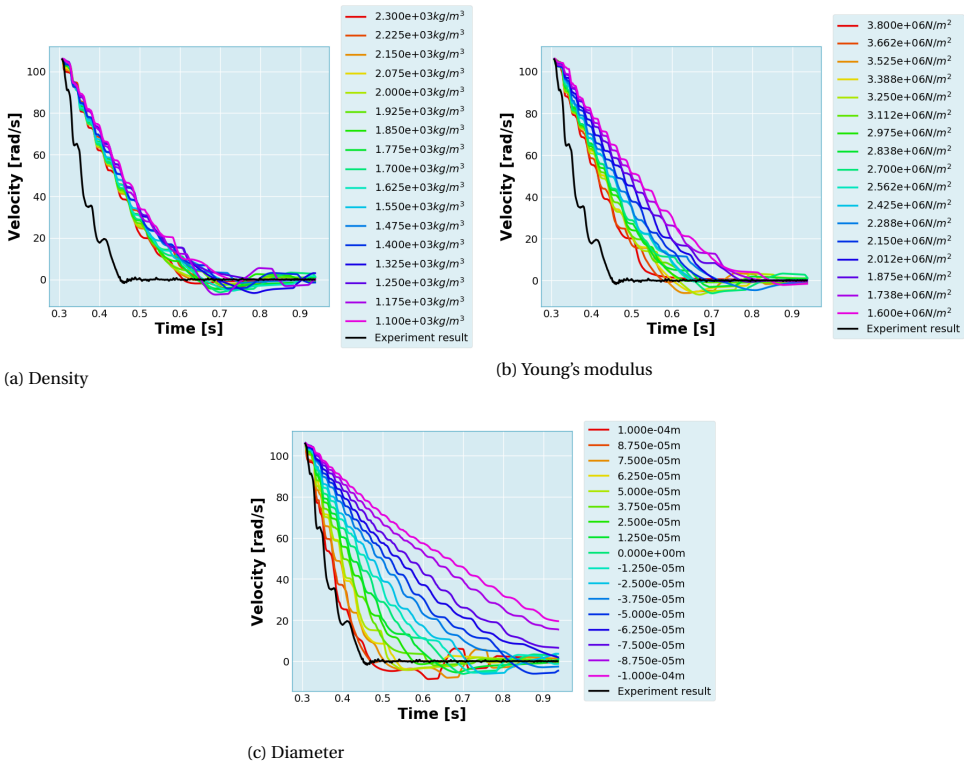 100
80
60
40
20
0
Velocity [rad/s]
0.3 0.4 0.5 0.6 0.7 0.8 0.9
Time [s]
2.300e+03kg/m³
2.225e+03kg/m³
2.150e+03kg/m³
2.075e+03kg/m³
2.000e+03kg/m³
1.925e+03kg/m³
1.850e+03kg/m³
1.775e+03kg/m³
1.700e+03kg/m³
1.625e+03kg/m³
1.550e+03kg/m³
1.475e+03kg/m³
1.400e+03kg/m³
1.325e+03kg/m³
1.250e+03kg/m³
1.175e+03kg/m³
1.100e+03kg/m³
Experiment result
(a) Density
100
80
60
40
20
0
Velocity [rad/s]
0.3 0.4 0.5 0.6 0.7 0.8 0.9
Time [s]
3.800e+06N/m²
3.662e+06N/m²
3.525e+06N/m²
3.388e+06N/m²
3.250e+06N/m²
3.112e+06N/m²
2.975e+06N/m²
2.838e+06N/m²
2.700e+06N/m²
2.562e+06N/m²
2.425e+06N/m²
2.288e+06N/m²
2.150e+06N/m²
2.012e+06N/m²
1.875e+06N/m²
1.738e+06N/m²
1.600e+06N/m²
Experiment result
(b) Young's modulus
100
80
60
40
20
0
Velocity [rad/s]
0.3 0.4 0.5 0.6 0.7 0.8 0.9
Time [s]
1.000e-04m
8.750e-05m
7.500e-05m
6.250e-05m
5.000e-05m
3.750e-05m
2.500e-05m
1.250e-05m
0.000e+00m
-1.250e-05m
-2.500e-05m
-3.750e-05m
-5.000e-05m
-6.250e-05m
-7.500e-05m
-8.750e-05m
-1.000e-04m
Experiment result
(c) Diameter